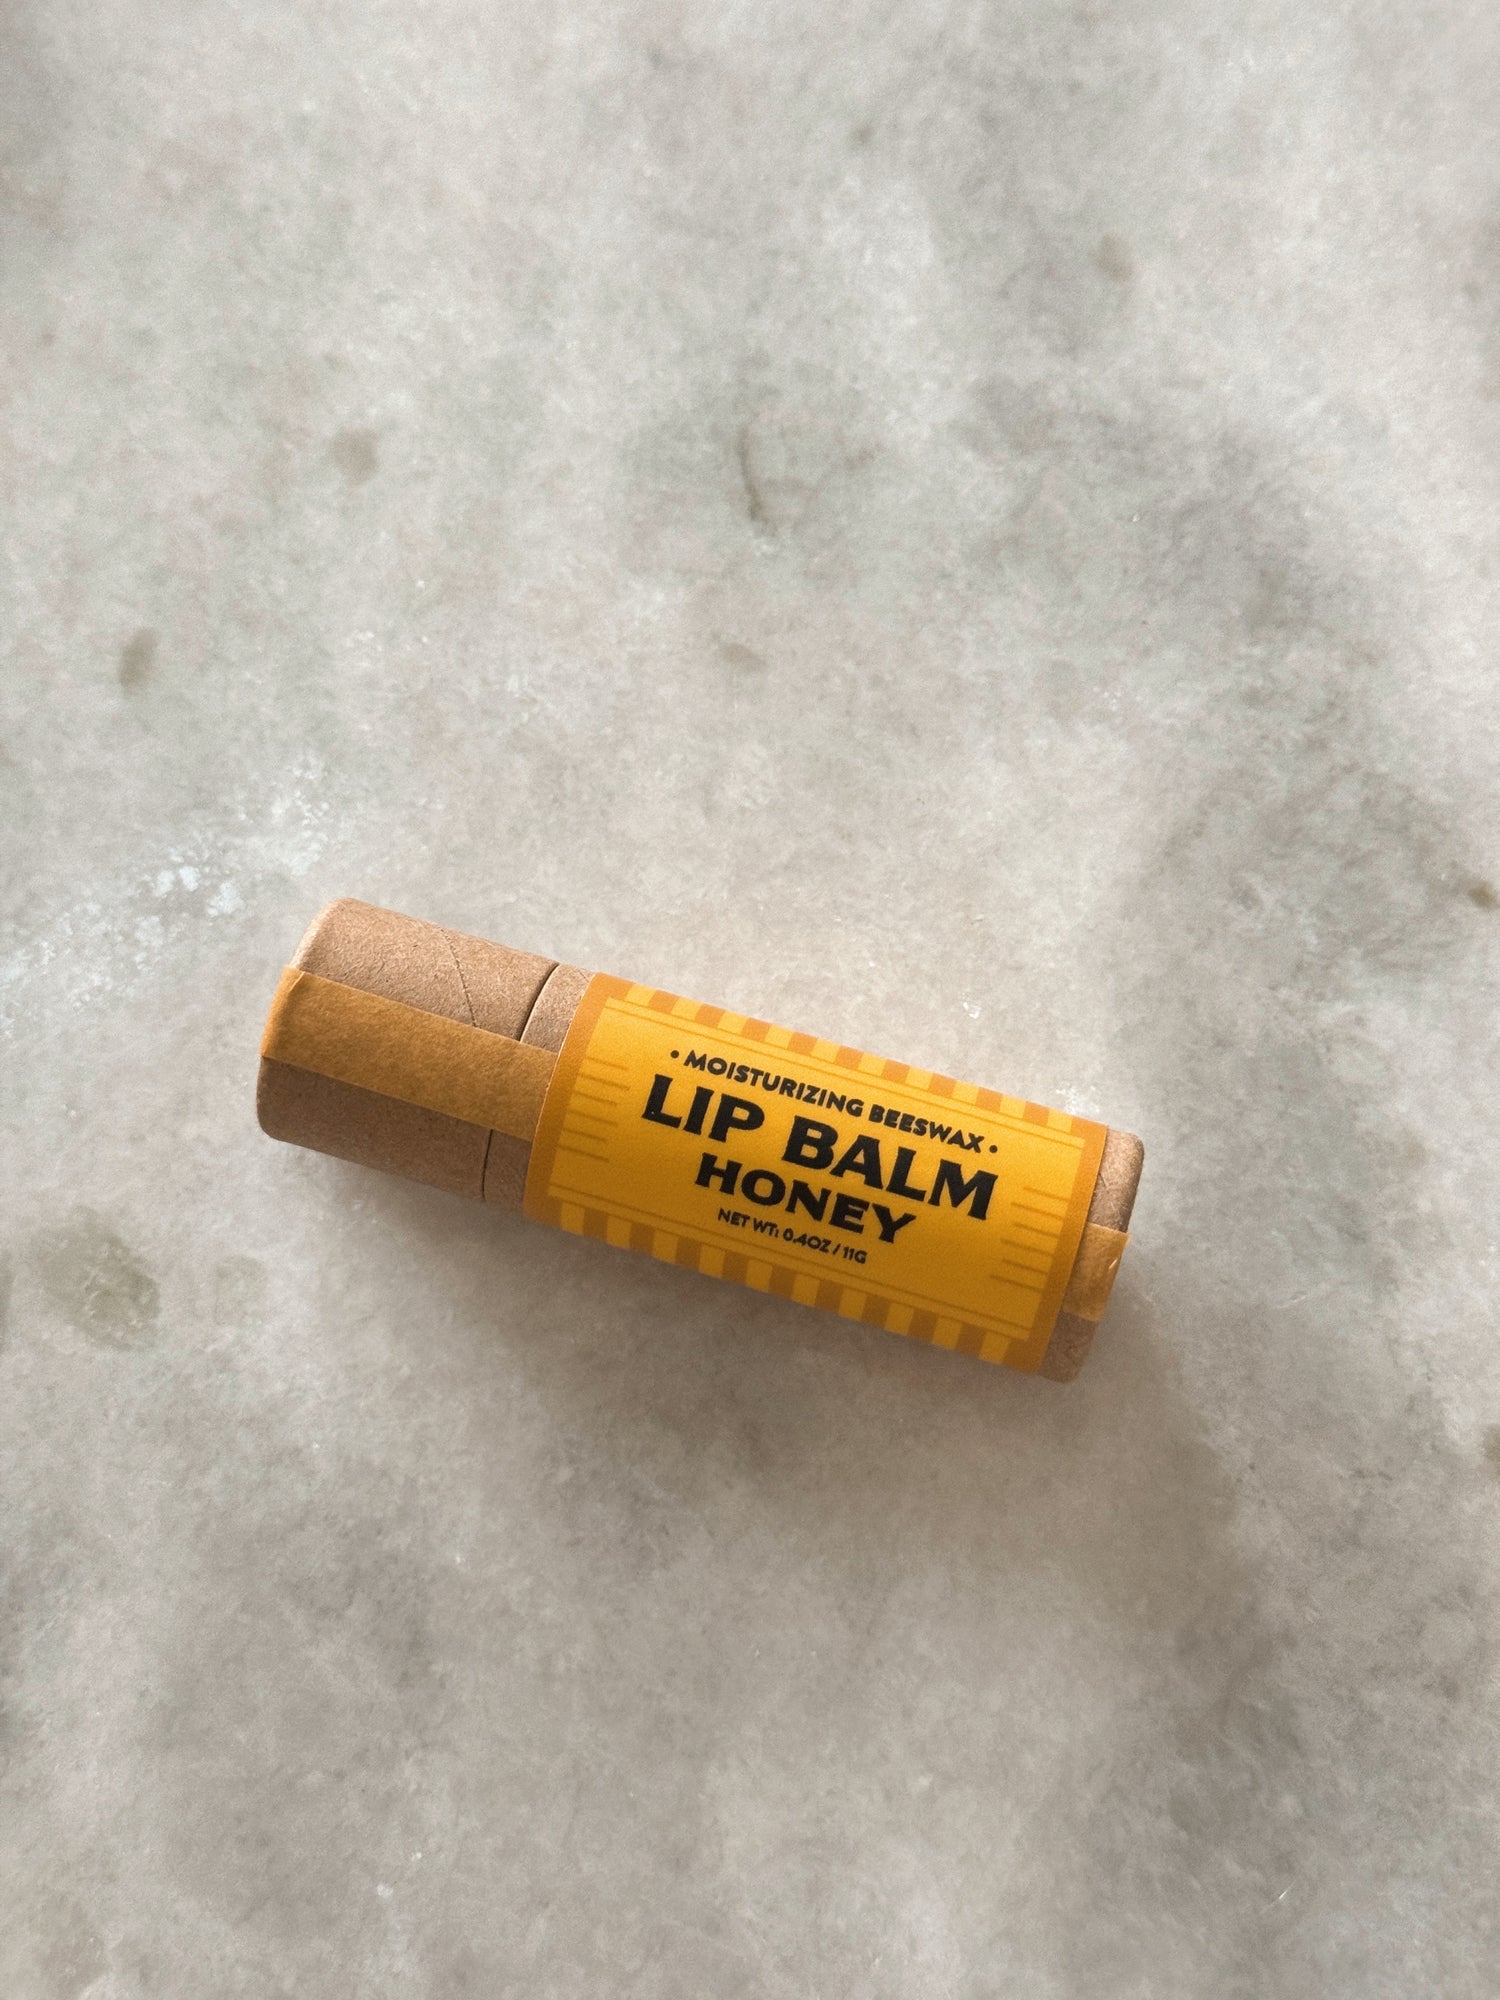 • MOISTURIZING BEESWAX •
LIP BALM
HONEY
NET WT: 0.4OZ / 11G